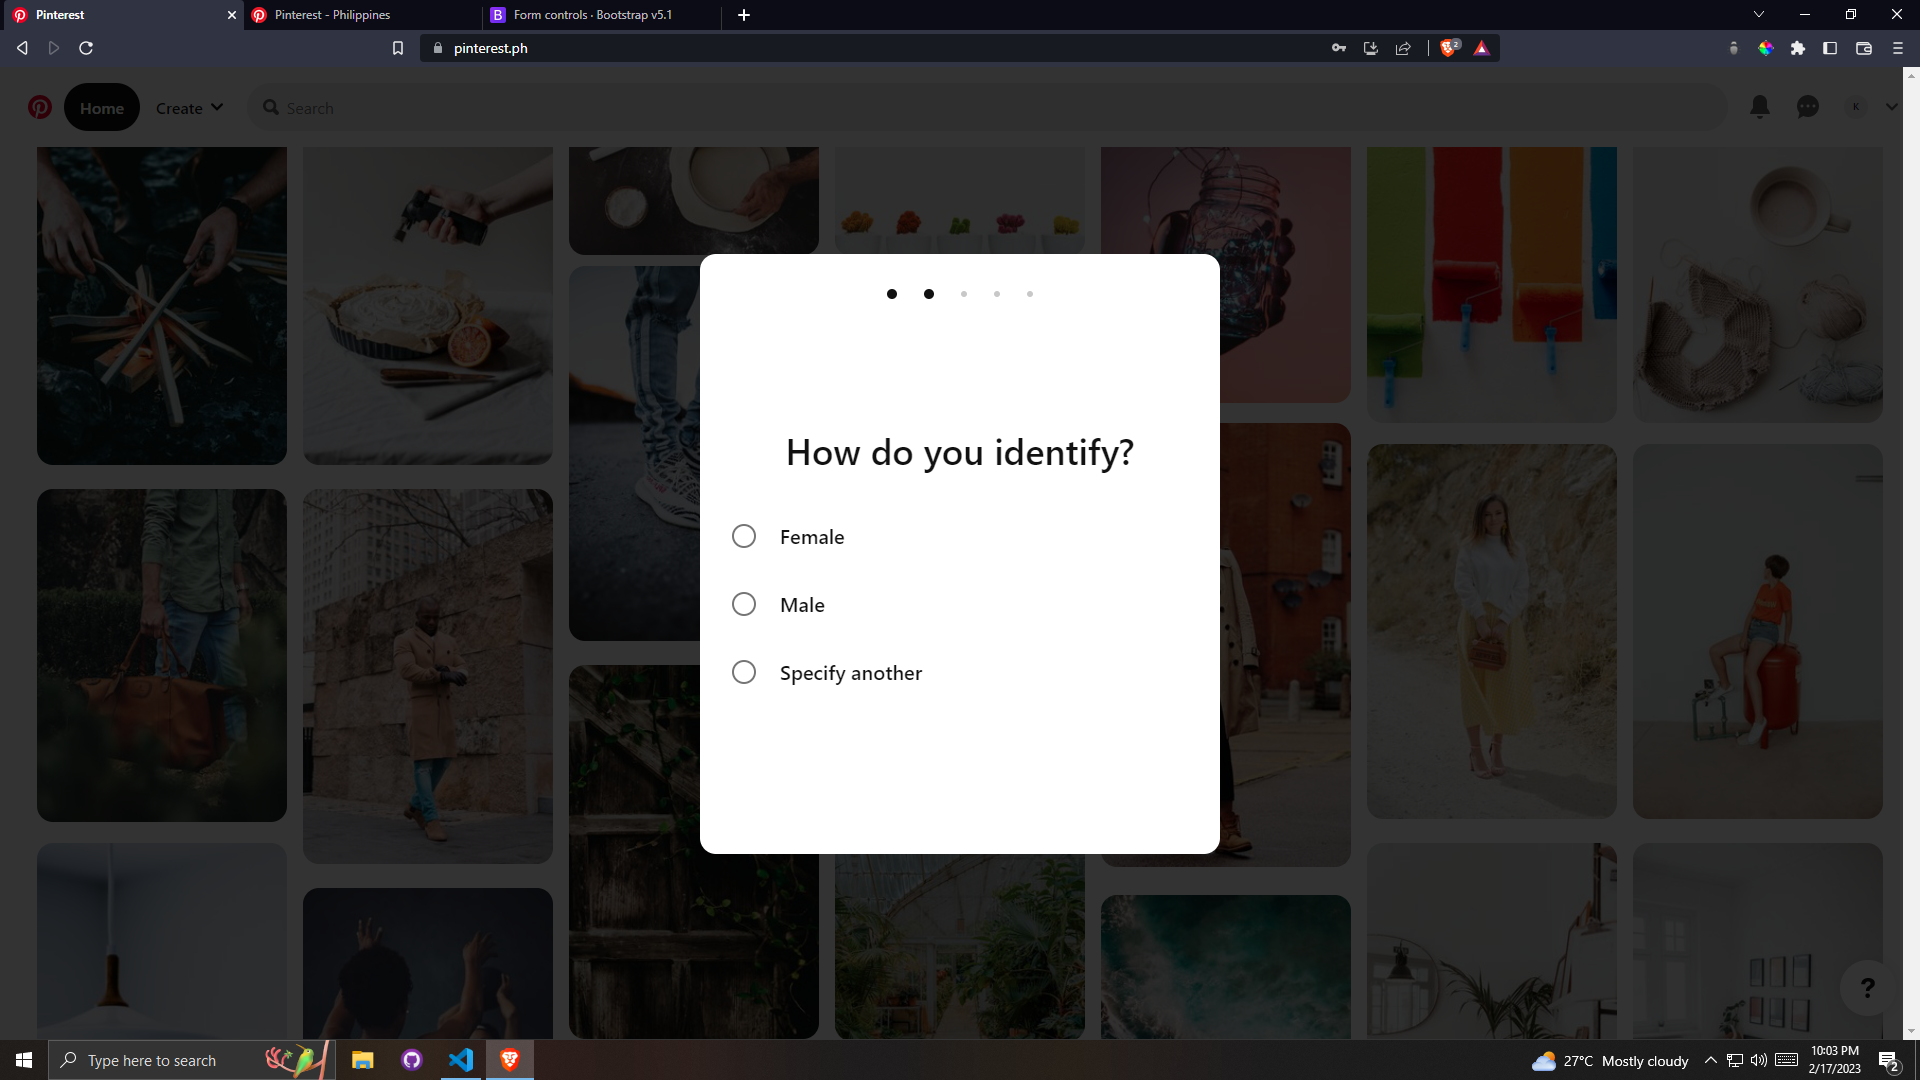 Pinterest
Pinterest - Philippines
B Form controls · Bootstrap v5.1
pinterest.ph
2
Home
Create
Search
K
How do you identify?
Female
Male
Specify another
?
Type here to search
27°C Mostly cloudy
10:03 PM
2/17/2023
2